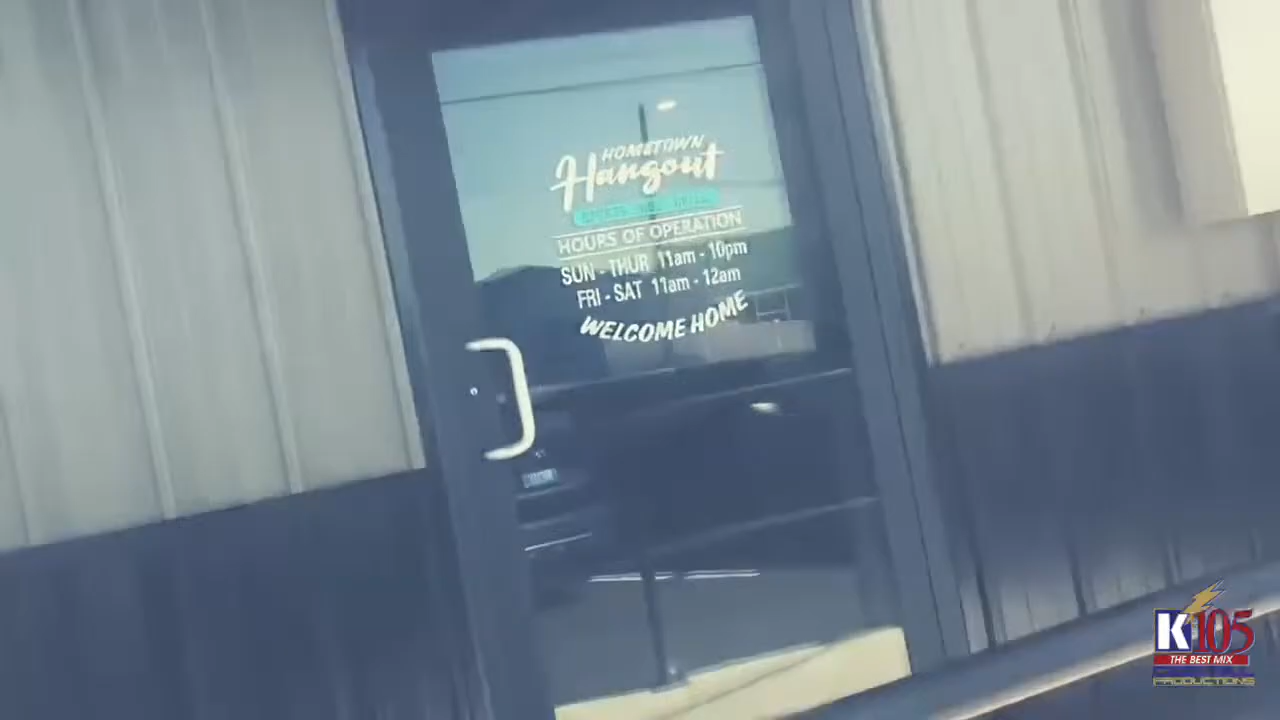 HOMETOWN
Hangout
HOURS OF OPERATION
SUN - THUR 11am - 10pm
FRI - SAT 11am - 12am
WELCOME HOME
K105
THE BEST MIX
PRODUCTIONS